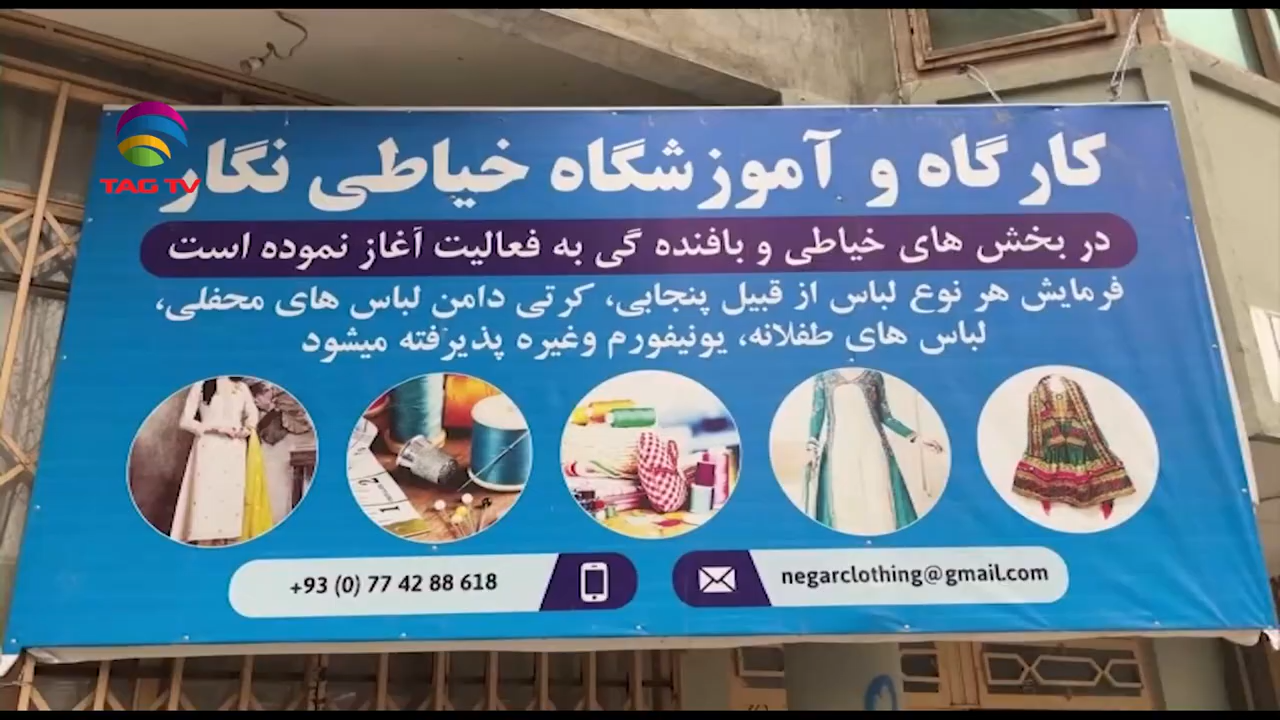 TAG TV
کارگاه و آموزشگاه خیاطی نگار
در بخش های خیاطی و بافنده گی به فعالیت آغاز نموده است
فرمایش هر نوع لباس از قبیل پنجابی، کرتی دامن لباس های محفلی،
لباس های طفلانه، یونیفورم وغیره پذیرفته میشود
negarclothing@gmail.com
+93 (0) 77 42 88 618